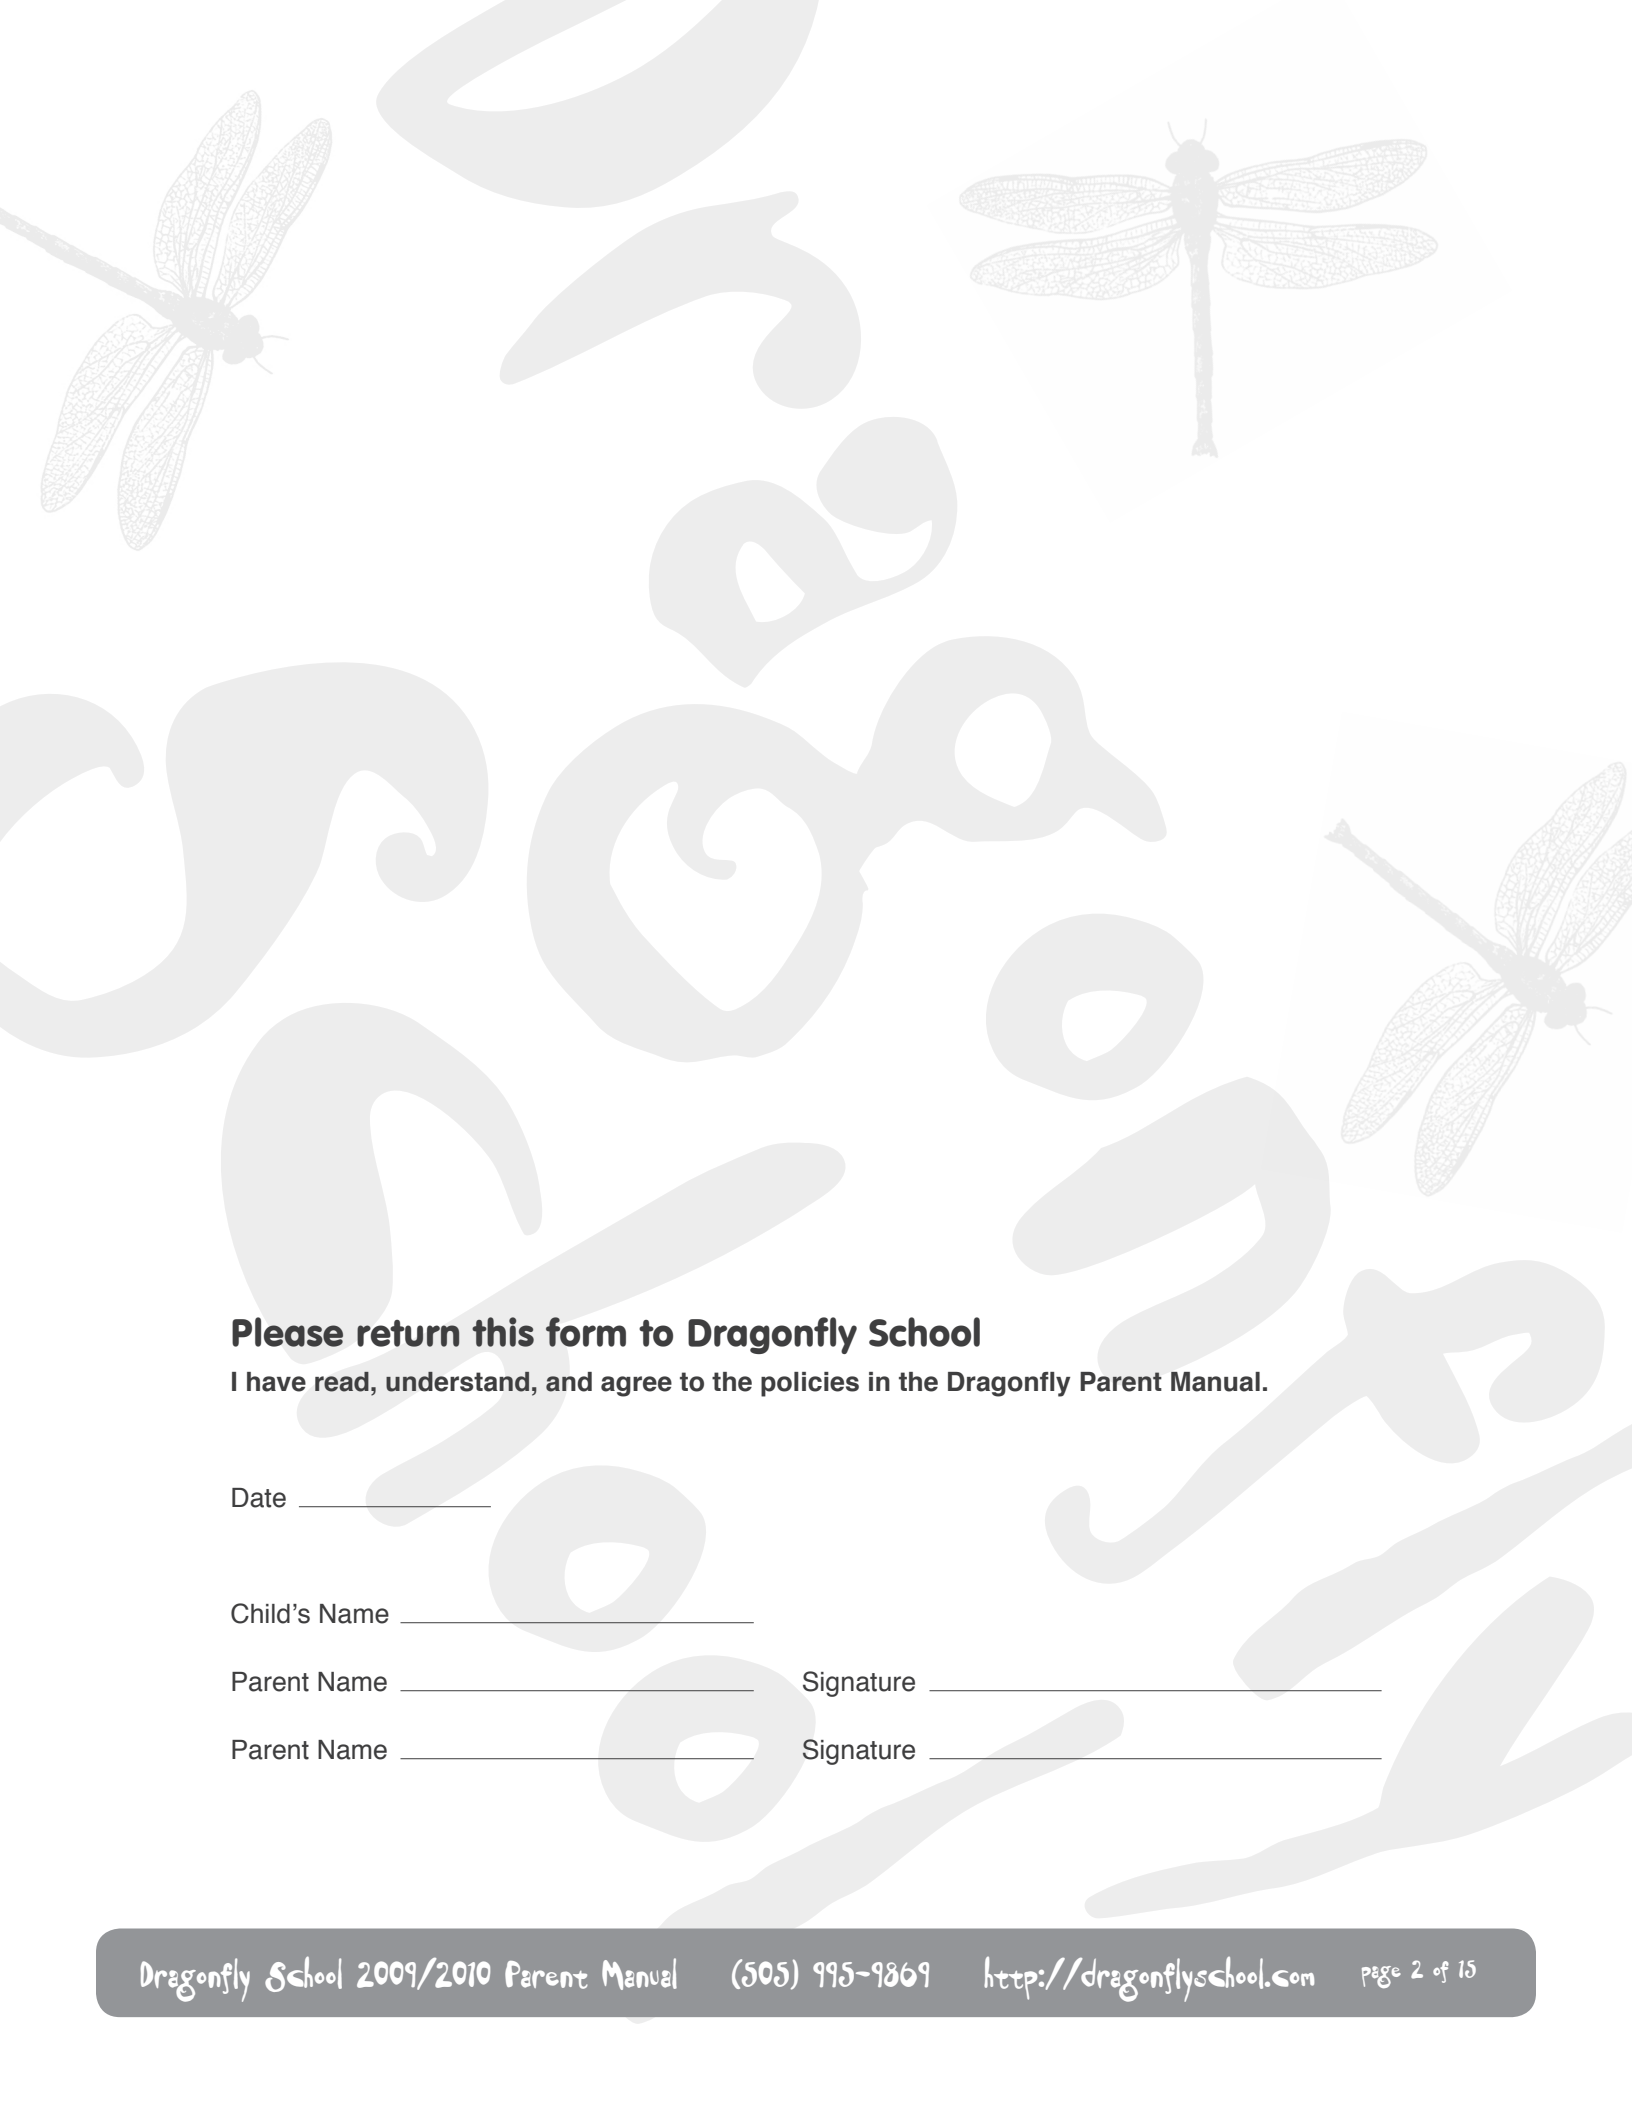 Dragonfly
School
Please return this form to Dragonfly School
I have read, understand, and agree to the policies in the Dragonfly Parent Manual.
Date
Child’s Name
Parent Name Signature
Parent Name Signature
Dragonfly School 2009/2010 Parent Manual (505) 995-9869 http://dragonflyschool.com page 2 of 15